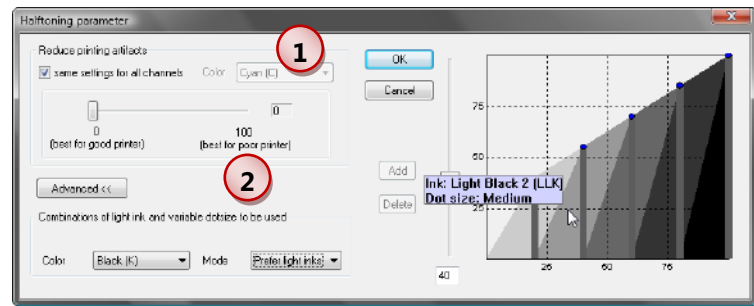 Halftoning parameter
Reduce printing artifacts
1
same settings for all channels
Color
Cyan (C)
0
0
(best for good printer)
100
(best for poor printer)
2
Advanced <<
Combinations of light ink and variable dotsize to be used
Color
Black (K)
Mode
Prefer light inks
OK
Cancel
Add
Delete
40
75
50
25
25
50
75
Ink: Light Black 2 (LLK)
Dot size: Medium